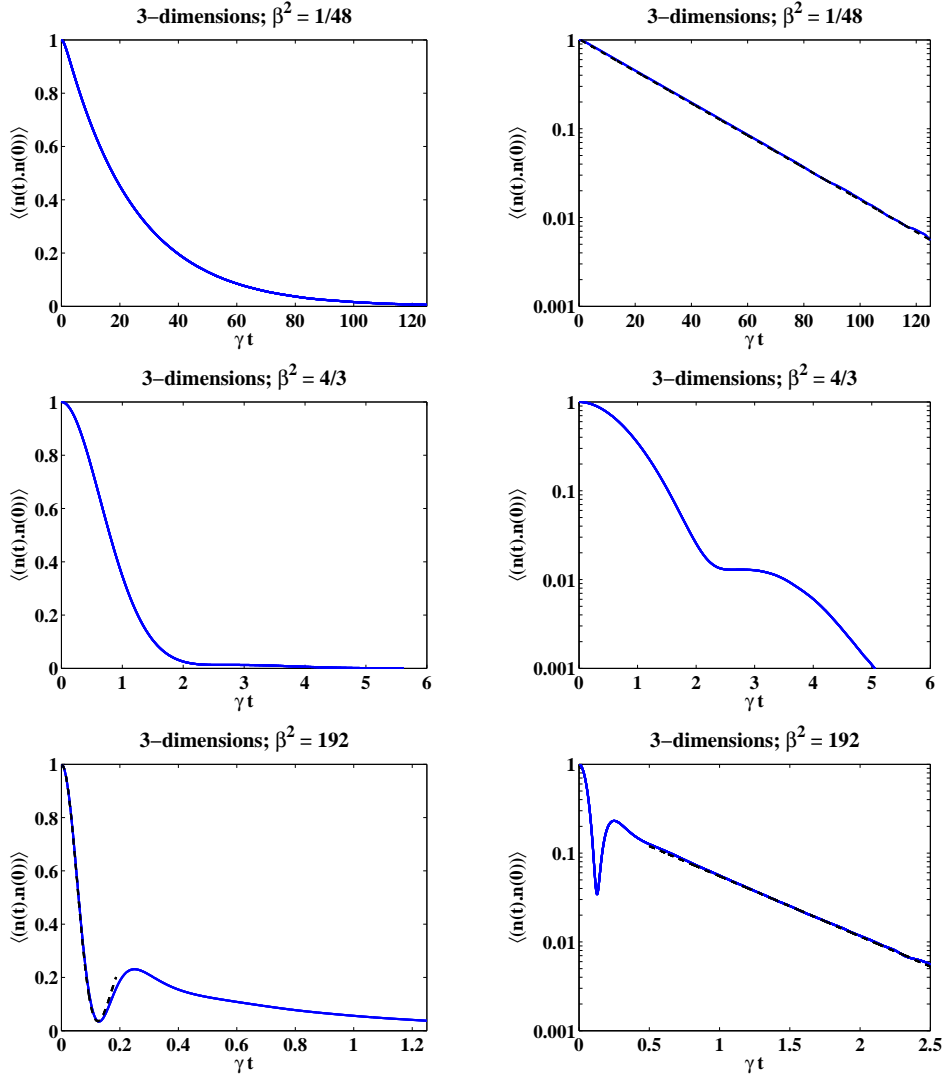 3−dimensions; β² = 1/48
⟨(n(t).n(0))⟩
1
0.8
0.6
0.4
0.2
0
0 20 40 60 80 100 120
γ t
3−dimensions; β² = 1/48
⟨(n(t).n(0))⟩
1
0.1
0.01
0.001
0 20 40 60 80 100 120
γ t
3−dimensions; β² = 4/3
⟨(n(t).n(0))⟩
1
0.8
0.6
0.4
0.2
0
0 1 2 3 4 5 6
γ t
3−dimensions; β² = 4/3
⟨(n(t).n(0))⟩
1
0.1
0.01
0.001
0 1 2 3 4 5 6
γ t
3−dimensions; β² = 192
⟨(n(t).n(0))⟩
1
0.8
0.6
0.4
0.2
0
0 0.2 0.4 0.6 0.8 1 1.2
γ t
3−dimensions; β² = 192
⟨(n(t).n(0))⟩
1
0.1
0.01
0.001
0 0.5 1 1.5 2 2.5
γ t